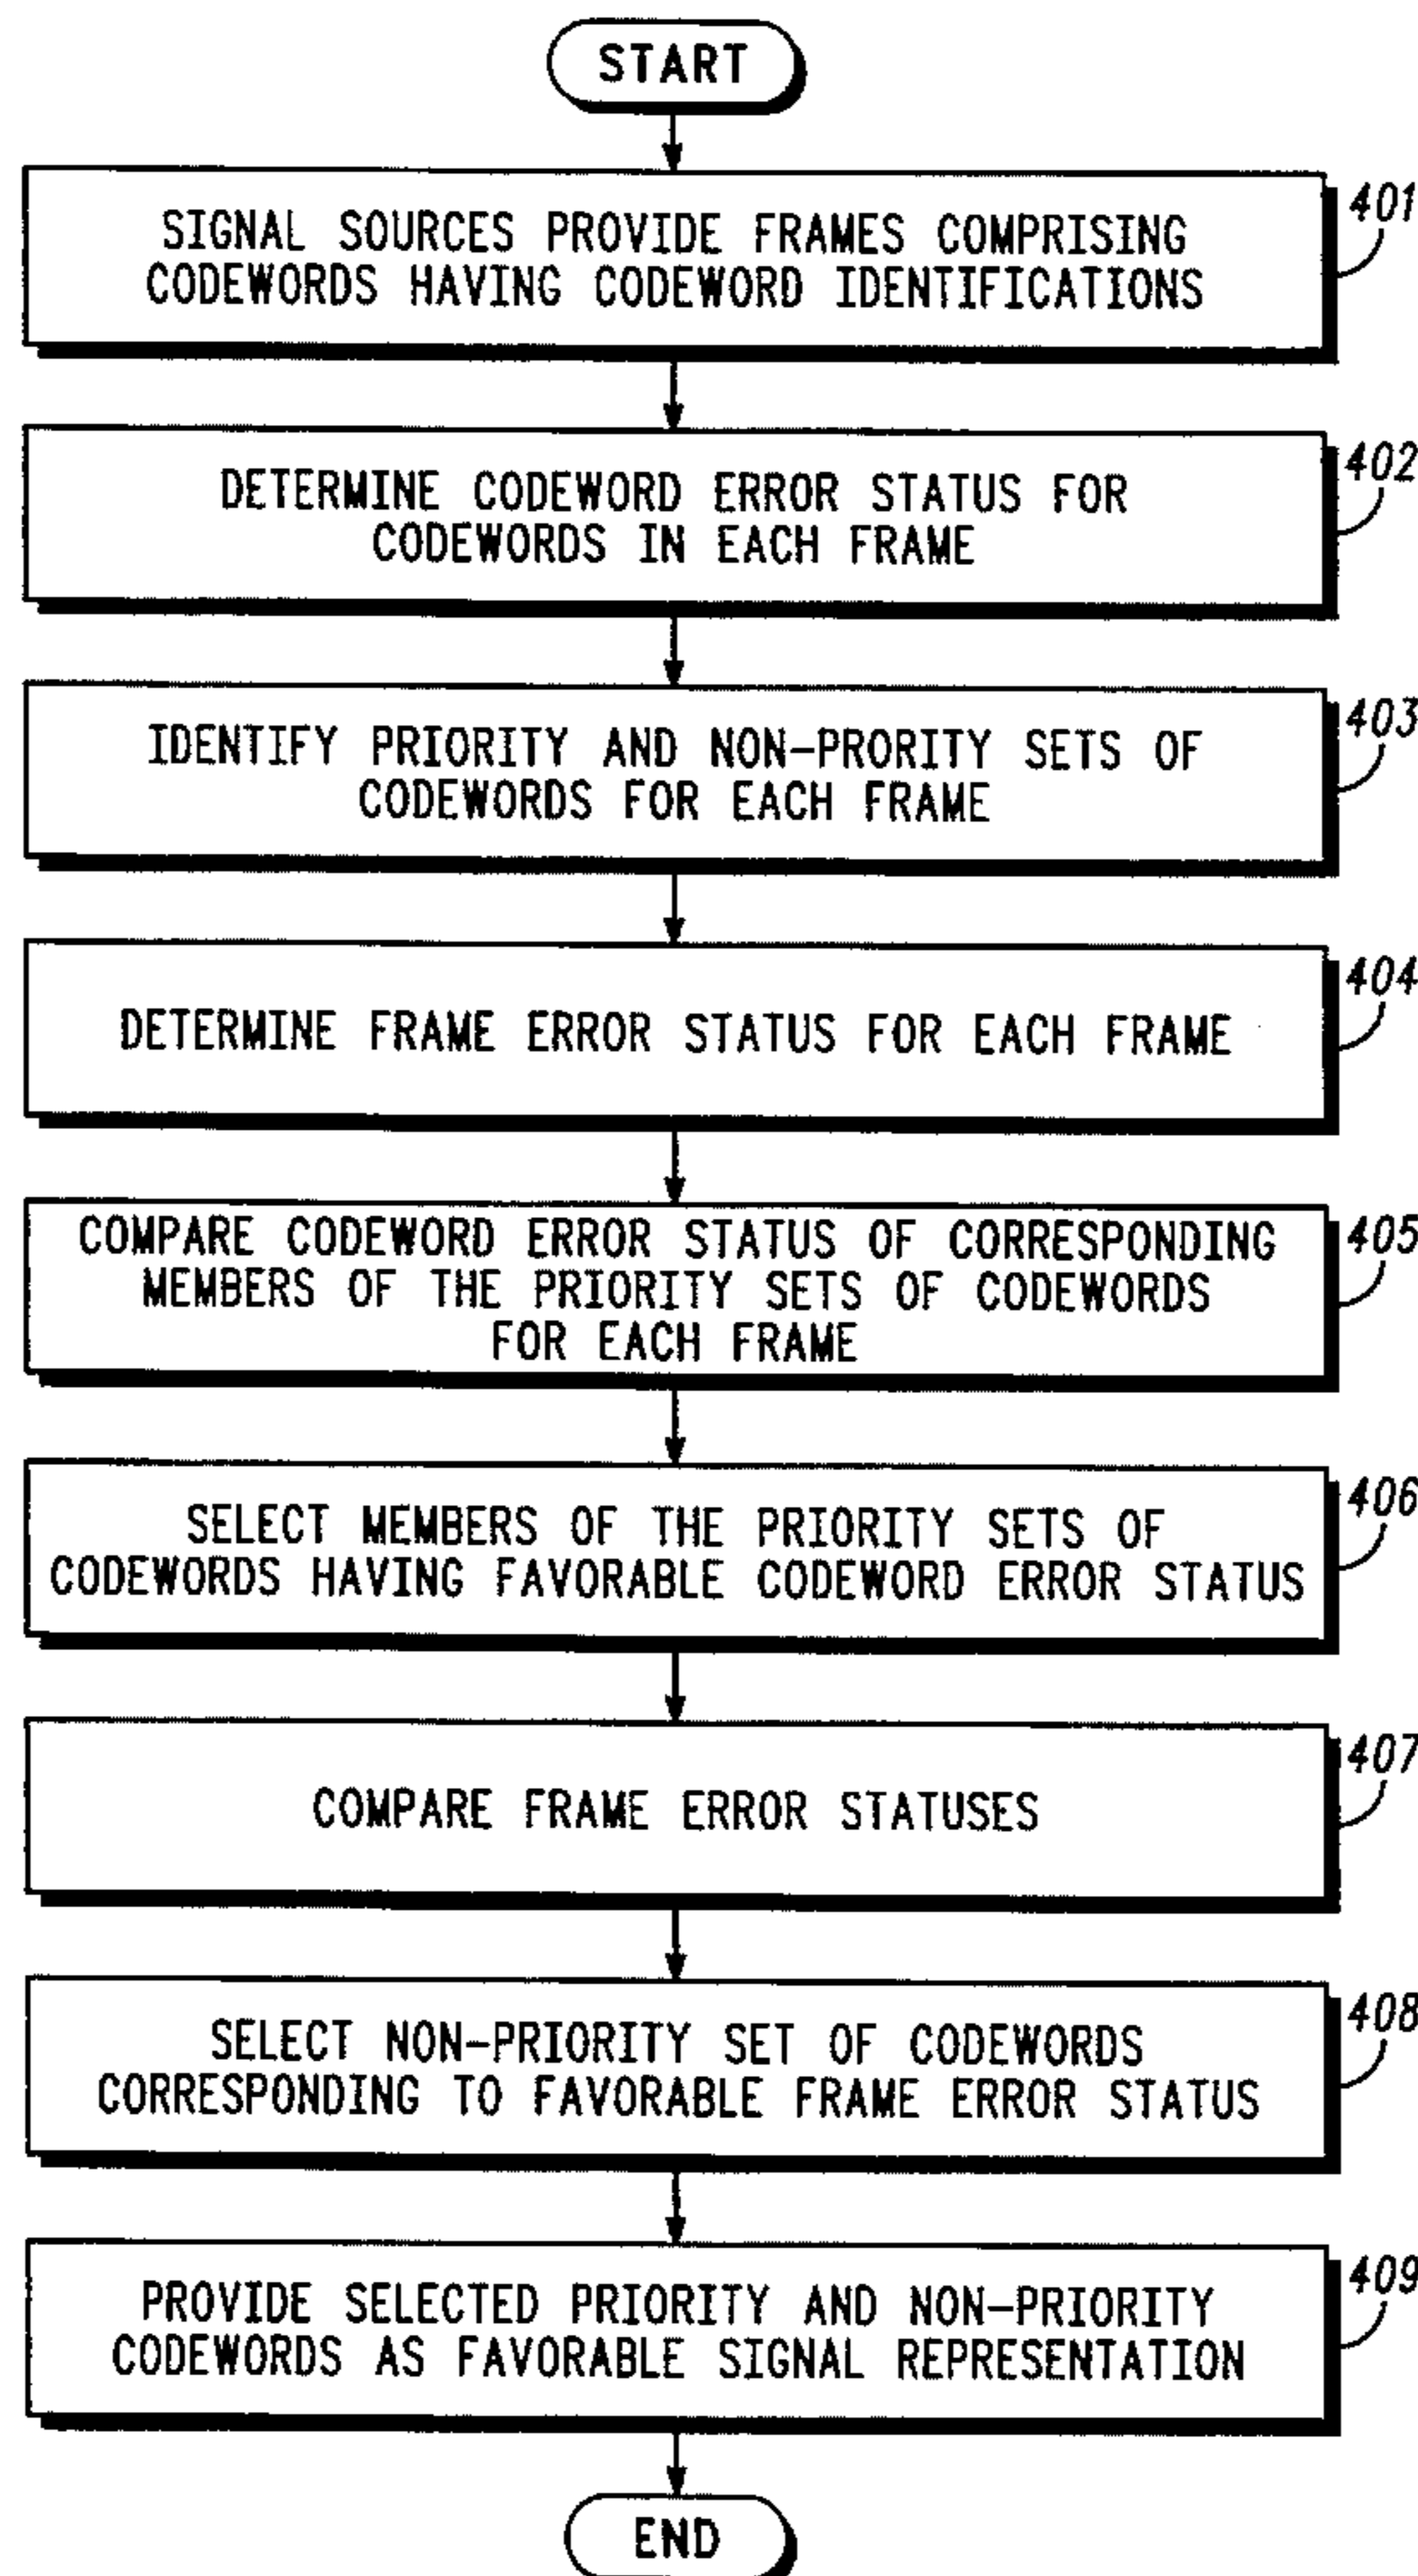 START
401
SIGNAL SOURCES PROVIDE FRAMES COMPRISING
CODEWORDS HAVING CODEWORD IDENTIFICATIONS
402
DETERMINE CODEWORD ERROR STATUS FOR
CODEWORDS IN EACH FRAME
403
IDENTIFY PRIORITY AND NON-PRORITY SETS OF
CODEWORDS FOR EACH FRAME
404
DETERMINE FRAME ERROR STATUS FOR EACH FRAME
405
COMPARE CODEWORD ERROR STATUS OF CORRESPONDING
MEMBERS OF THE PRIORITY SETS OF CODEWORDS
FOR EACH FRAME
406
SELECT MEMBERS OF THE PRIORITY SETS OF
CODEWORDS HAVING FAVORABLE CODEWORD ERROR STATUS
407
COMPARE FRAME ERROR STATUSES
408
SELECT NON-PRIORITY SET OF CODEWORDS
CORRESPONDING TO FAVORABLE FRAME ERROR STATUS
409
PROVIDE SELECTED PRIORITY AND NON-PRIORITY
CODEWORDS AS FAVORABLE SIGNAL REPRESENTATION
END